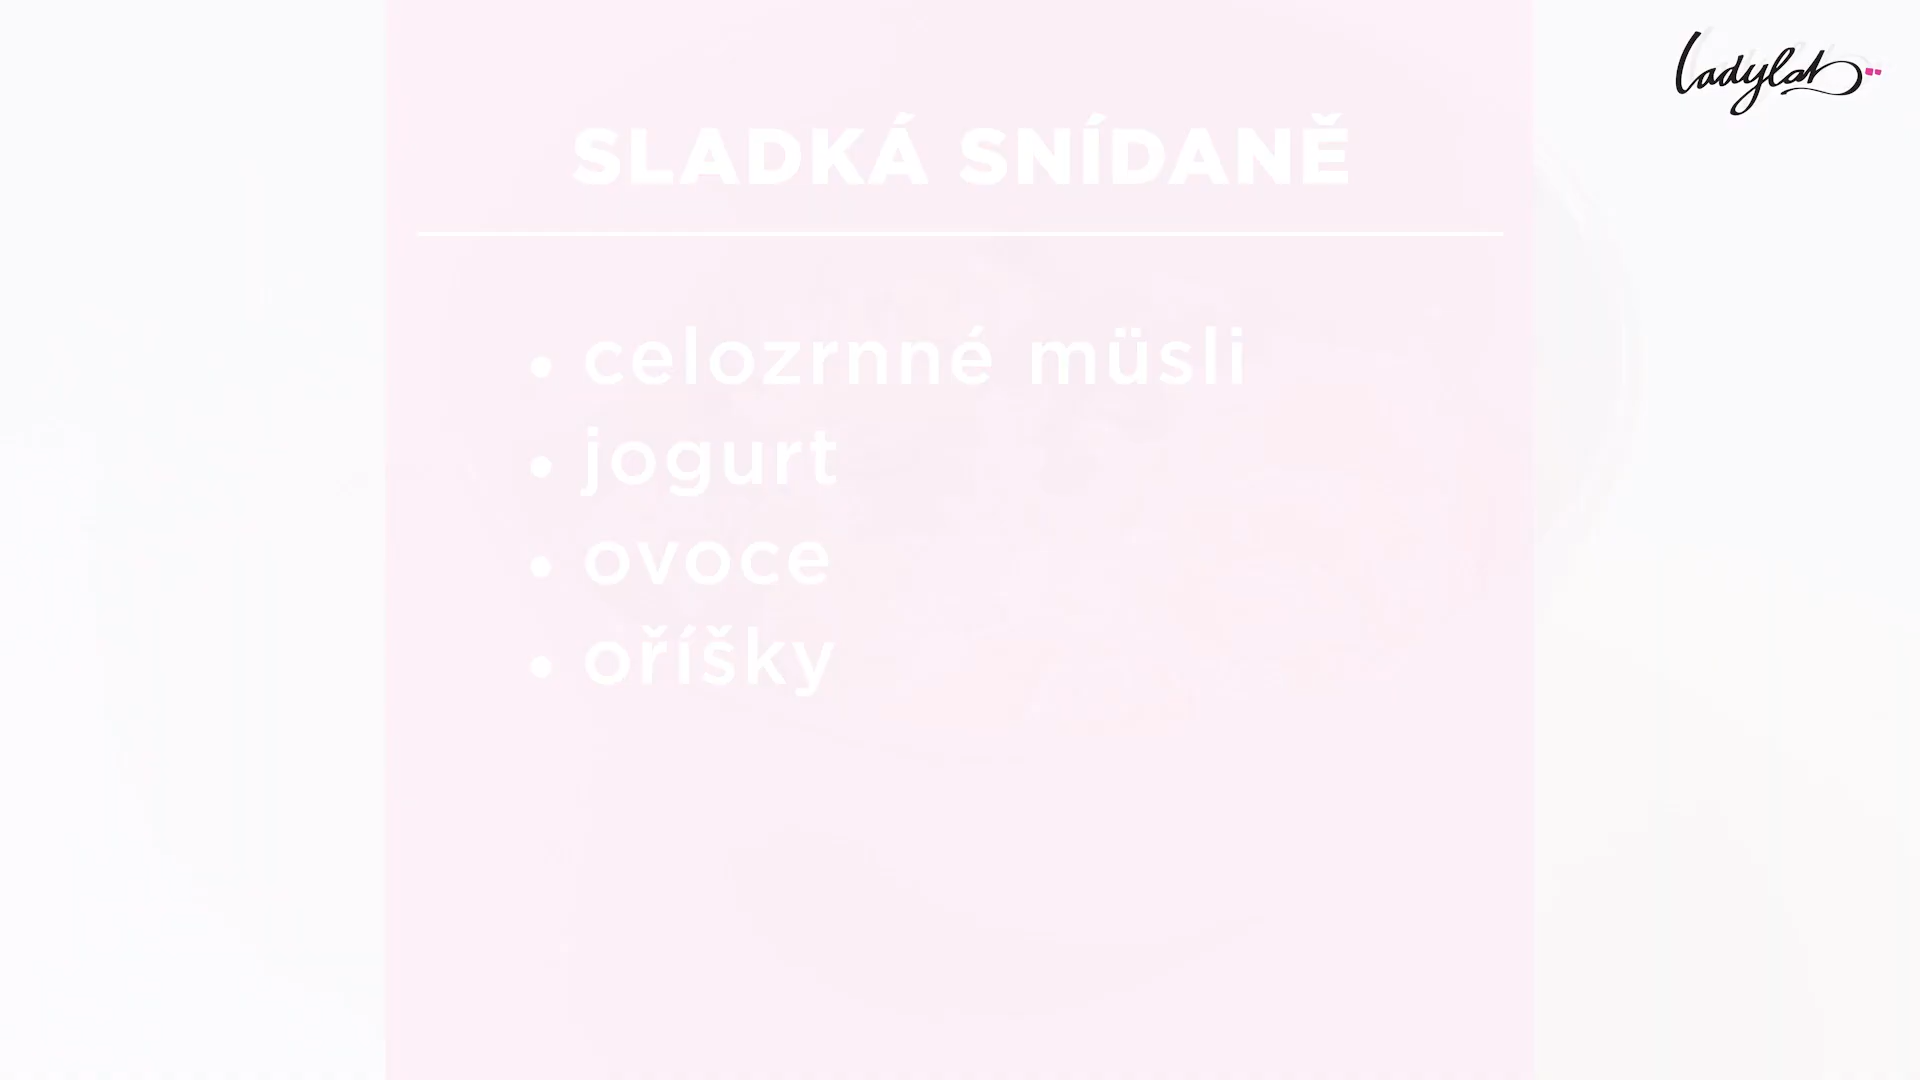 Ladylab
SLADKÁ SNÍDANĚ
• celozrnné müsli
• jogurt
• ovoce
• oříšky